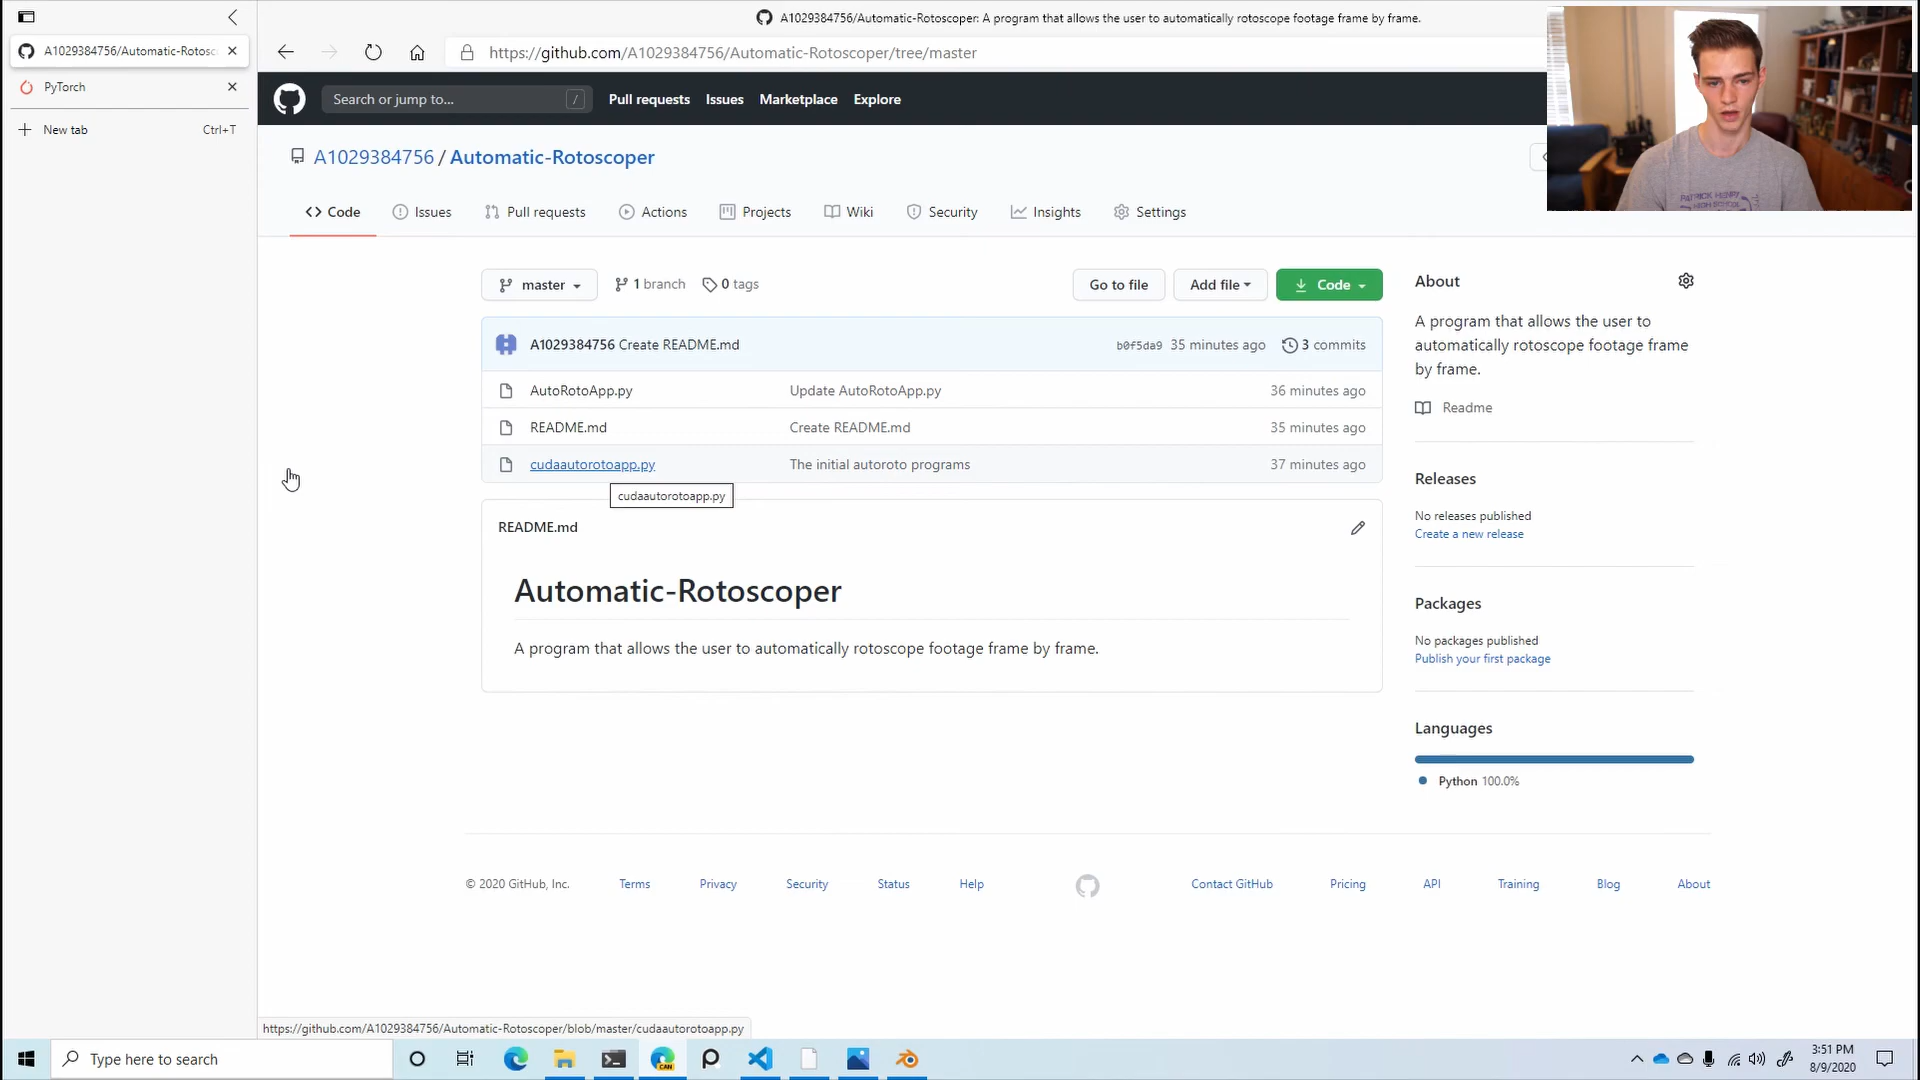 A1029384756/Automatic-Rotoscoper: A program that allows the user to automatically rotoscope footage frame by frame.
A1029384756/Automatic-Rotosc
PyTorch
New tab Ctrl+T
https://github.com/A1029384756/Automatic-Rotoscoper/tree/master
Search or jump to... / Pull requests Issues Marketplace Explore
A1029384756 / Automatic-Rotoscoper
Code Issues Pull requests Actions Projects Wiki Security Insights Settings
master 1 branch 0 tags Go to file Add file Code
A1029384756 Create README.md b0f5da9 35 minutes ago 3 commits
AutoRotoApp.py Update AutoRotoApp.py 36 minutes ago
README.md Create README.md 35 minutes ago
cudaautorotoapp.py The initial autoroto programs 37 minutes ago
cudaautorotoapp.py
README.md
Automatic-Rotoscoper
A program that allows the user to automatically rotoscope footage frame by frame.
About
A program that allows the user to
automatically rotoscope footage frame
by frame.
Readme
Releases
No releases published
Create a new release
Packages
No packages published
Publish your first package
Languages
Python 100.0%
© 2020 GitHub, Inc. Terms Privacy Security Status Help Contact GitHub Pricing API Training Blog About
https://github.com/A1029384756/Automatic-Rotoscoper/blob/master/cudaautorotoapp.py
Type here to search
CAN
3:51 PM
8/9/2020
PATRICK HENRY
HIGH SCHOOL